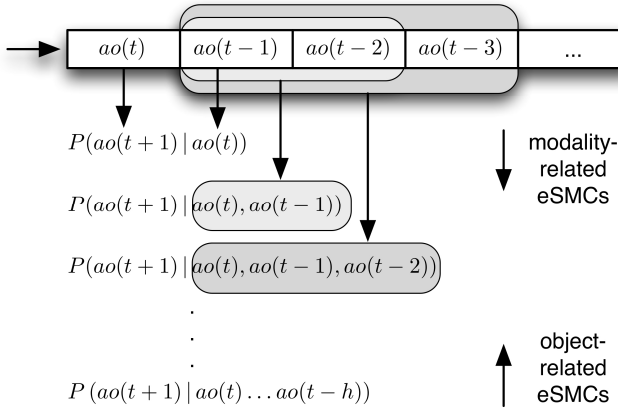 ao(t) ao(t − 1) ao(t − 2) ao(t − 3) ...
P(ao(t + 1) | ao(t))
modality-
related
eSMCs
P(ao(t + 1) | ao(t), ao(t − 1))
P(ao(t + 1) | ao(t), ao(t − 1), ao(t − 2))
.
.
.
object-
related
eSMCs
P (ao(t + 1) | ao(t) . . . ao(t − h))